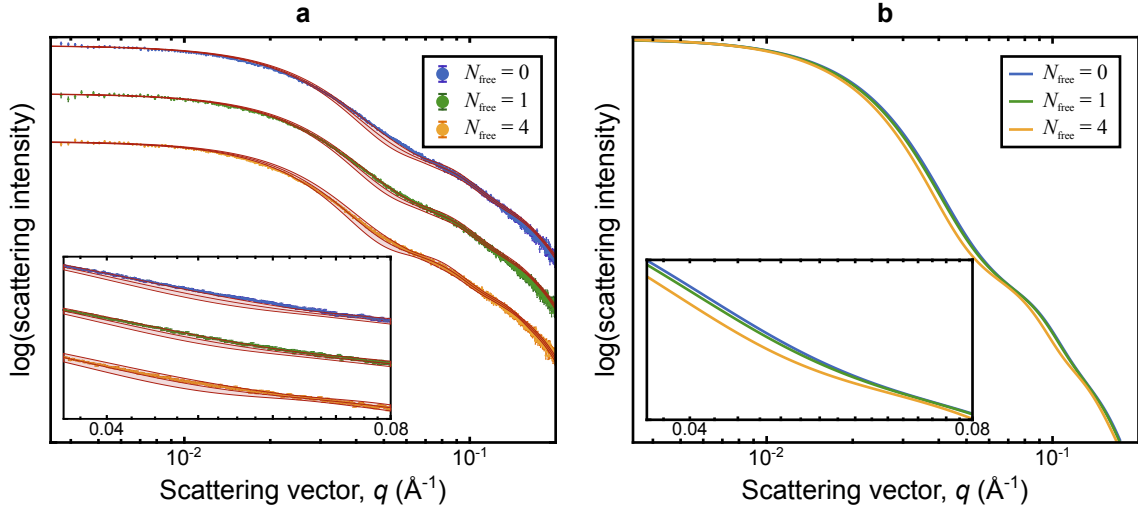 a
log(scattering intensity)
N_free = 0
N_free = 1
N_free = 4
0.04
0.08
10^-2
10^-1
Scattering vector, q (Å^-1)
b
log(scattering intensity)
N_free = 0
N_free = 1
N_free = 4
0.04
0.08
10^-2
10^-1
Scattering vector, q (Å^-1)